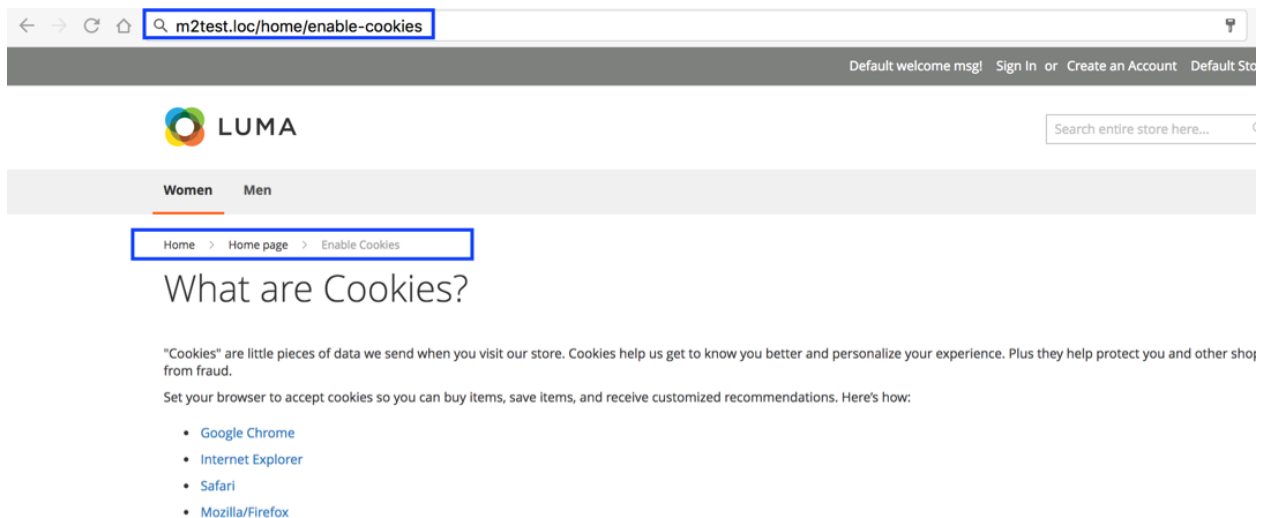 m2test.loc/home/enable-cookies
Default welcome msg! Sign In or Create an Account Default Sto
LUMA
Search entire store here...
Women Men
Home > Home page > Enable Cookies
What are Cookies?
"Cookies" are little pieces of data we send when you visit our store. Cookies help us get to know you better and personalize your experience. Plus they help protect you and other shop
from fraud.
Set your browser to accept cookies so you can buy items, save items, and receive customized recommendations. Here’s how:
• Google Chrome
• Internet Explorer
• Safari
• Mozilla/Firefox